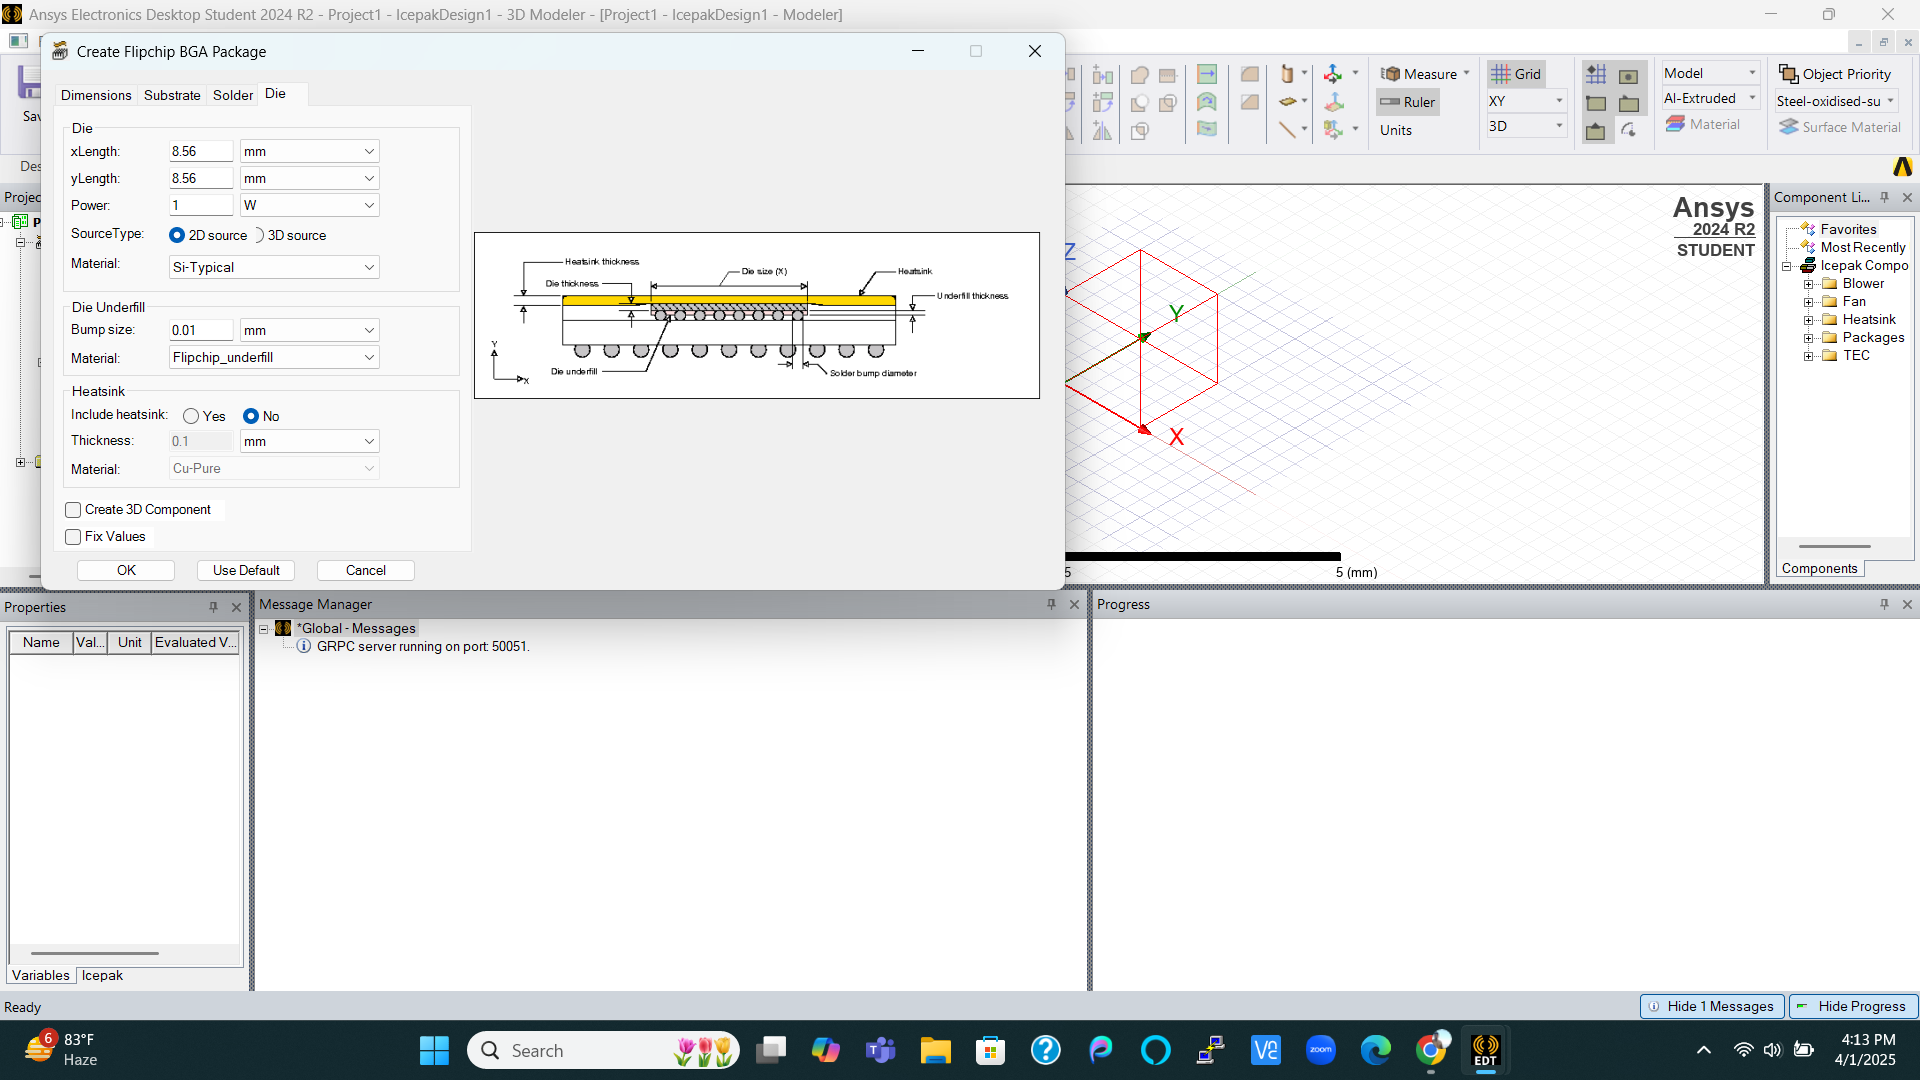 Ansys Electronics Desktop Student 2024 R2 - Project1 - IcepakDesign1 - 3D Modeler - [Project1 - IcepakDesign1 - Modeler]
Create Flipchip BGA Package
Dimensions Substrate Solder Die
Die
xLength: 8.56 mm
yLength: 8.56 mm
Power: 1 W
SourceType: 2D source 3D source
Material: Si-Typical
Die Underfill
Bump size: 0.01 mm
Material: Flipchip_underfill
Heatsink
Include heatsink: Yes No
Thickness: 0.1 mm
Material: Cu-Pure
Create 3D Component
Fix Values
OK Use Default Cancel
Heatsink thickness
Die thickness
Die size (X)
Heatsink
Underfill thickness
Y
X
Die underfill
Solder bump diameter
Sav
Des
Projec
P
Measure
Ruler
Units
Grid
XY
3D
Model
Al-Extruded
Material
Object Priority
Steel-oxidised-su
Surface Material
Ansys
2024 R2
STUDENT
Z
Y
X
5 5 (mm)
Component Li...
Favorites
Most Recently
Icepak Compo
Blower
Fan
Heatsink
Packages
TEC
Components
Properties
Name Val... Unit Evaluated V...
Variables Icepak
Message Manager
*Global - Messages
GRPC server running on port: 50051.
Progress
Ready
Hide 1 Messages Hide Progress
6
83°F
Haze
Search
zoom
EDT
4:13 PM
4/1/2025